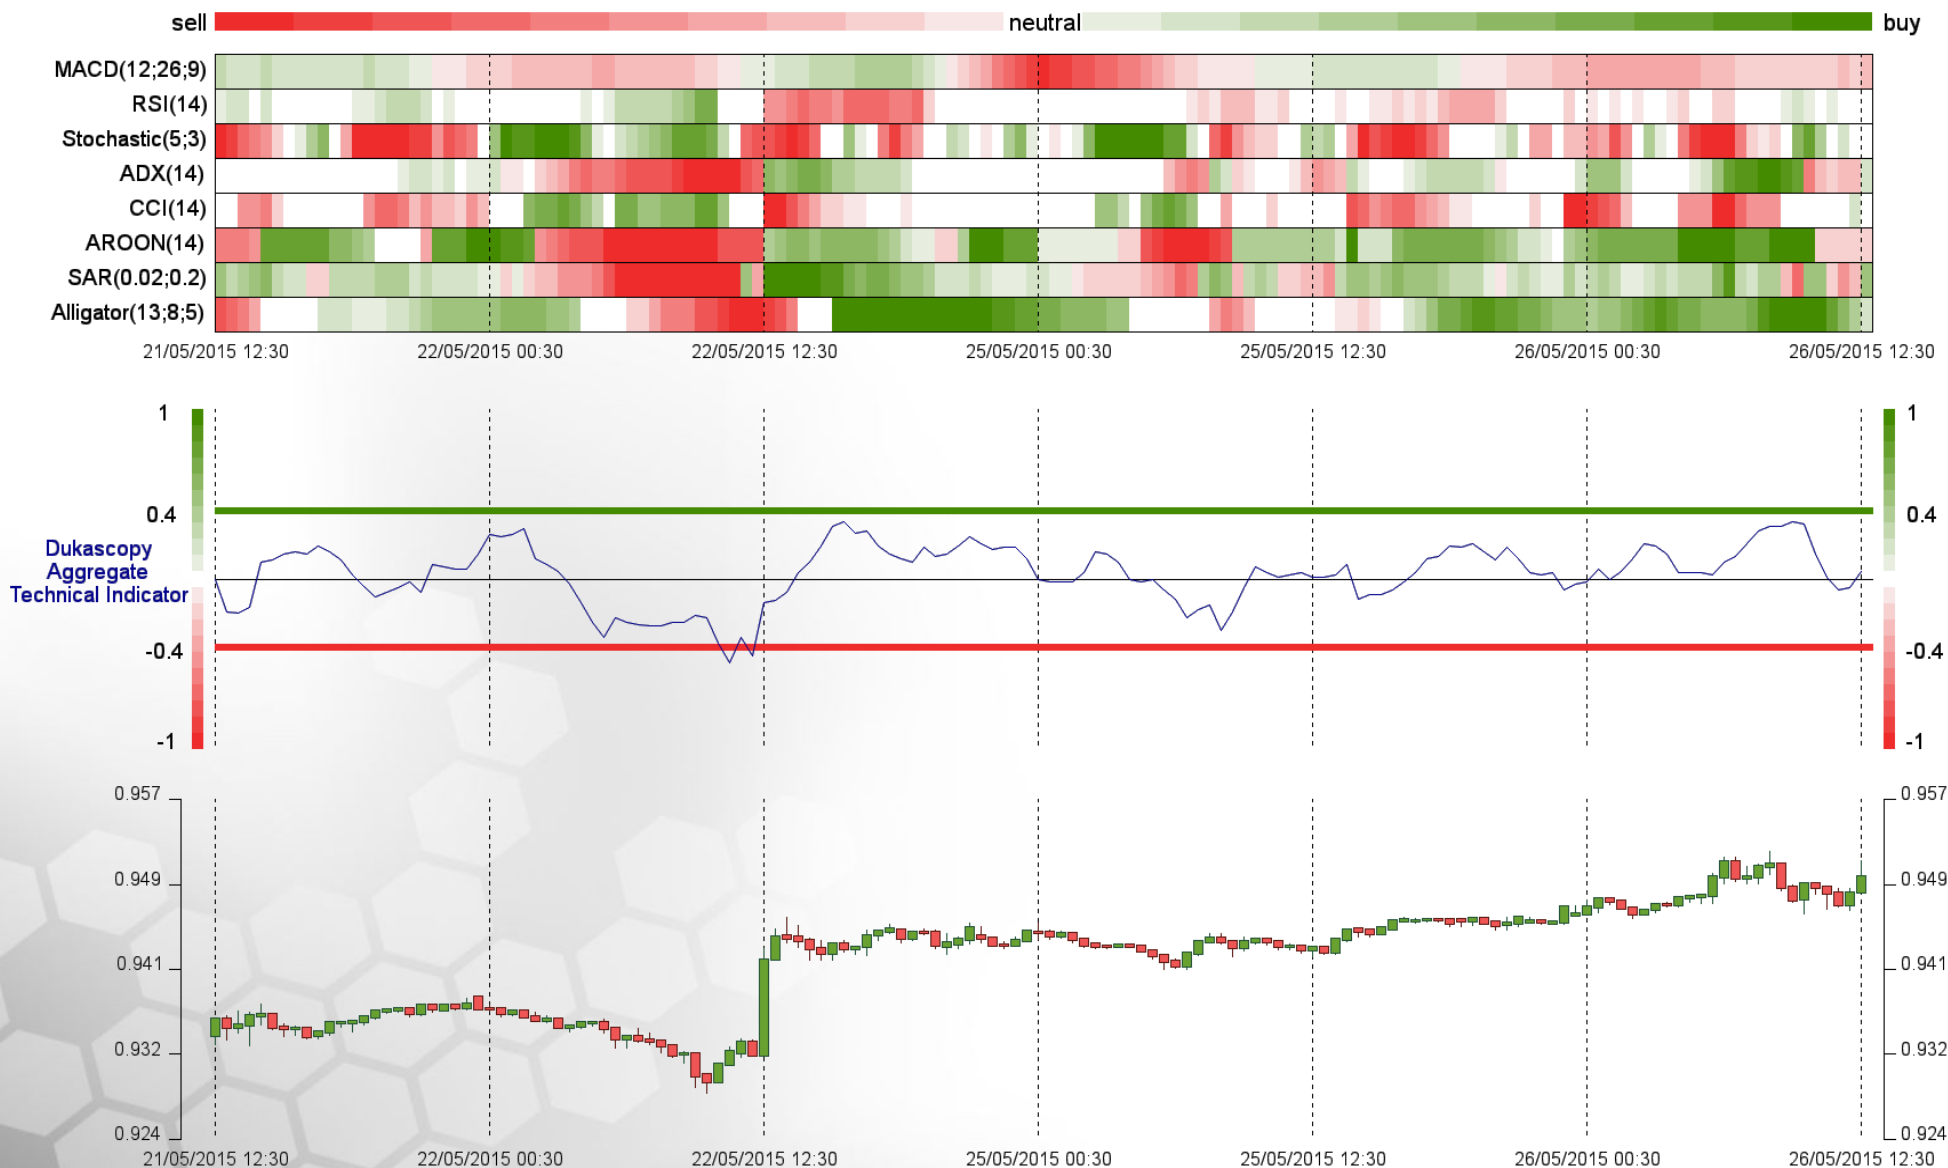 sell neutral buy
MACD(12;26;9)
RSI(14)
Stochastic(5;3)
ADX(14)
CCI(14)
AROON(14)
SAR(0.02;0.2)
Alligator(13;8;5)
21/05/2015 12:30 22/05/2015 00:30 22/05/2015 12:30 25/05/2015 00:30 25/05/2015 12:30 26/05/2015 00:30 26/05/2015 12:30
1 1
0.4 0.4
Dukascopy
Aggregate
Technical Indicator
-0.4 -0.4
-1 -1
0.957 0.957
0.949 0.949
0.941 0.941
0.932 0.932
0.924 0.924
21/05/2015 12:30 22/05/2015 00:30 22/05/2015 12:30 25/05/2015 00:30 25/05/2015 12:30 26/05/2015 00:30 26/05/2015 12:30